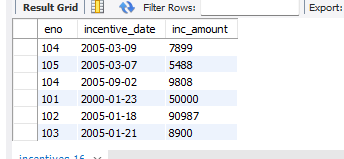 Result Grid Filter Rows: Export:
eno incentive_date inc_amount
104 2005-03-09 7899
105 2005-03-07 5488
104 2005-09-02 9808
101 2000-01-23 50000
102 2005-01-18 90987
103 2005-01-21 8900
incentives 16